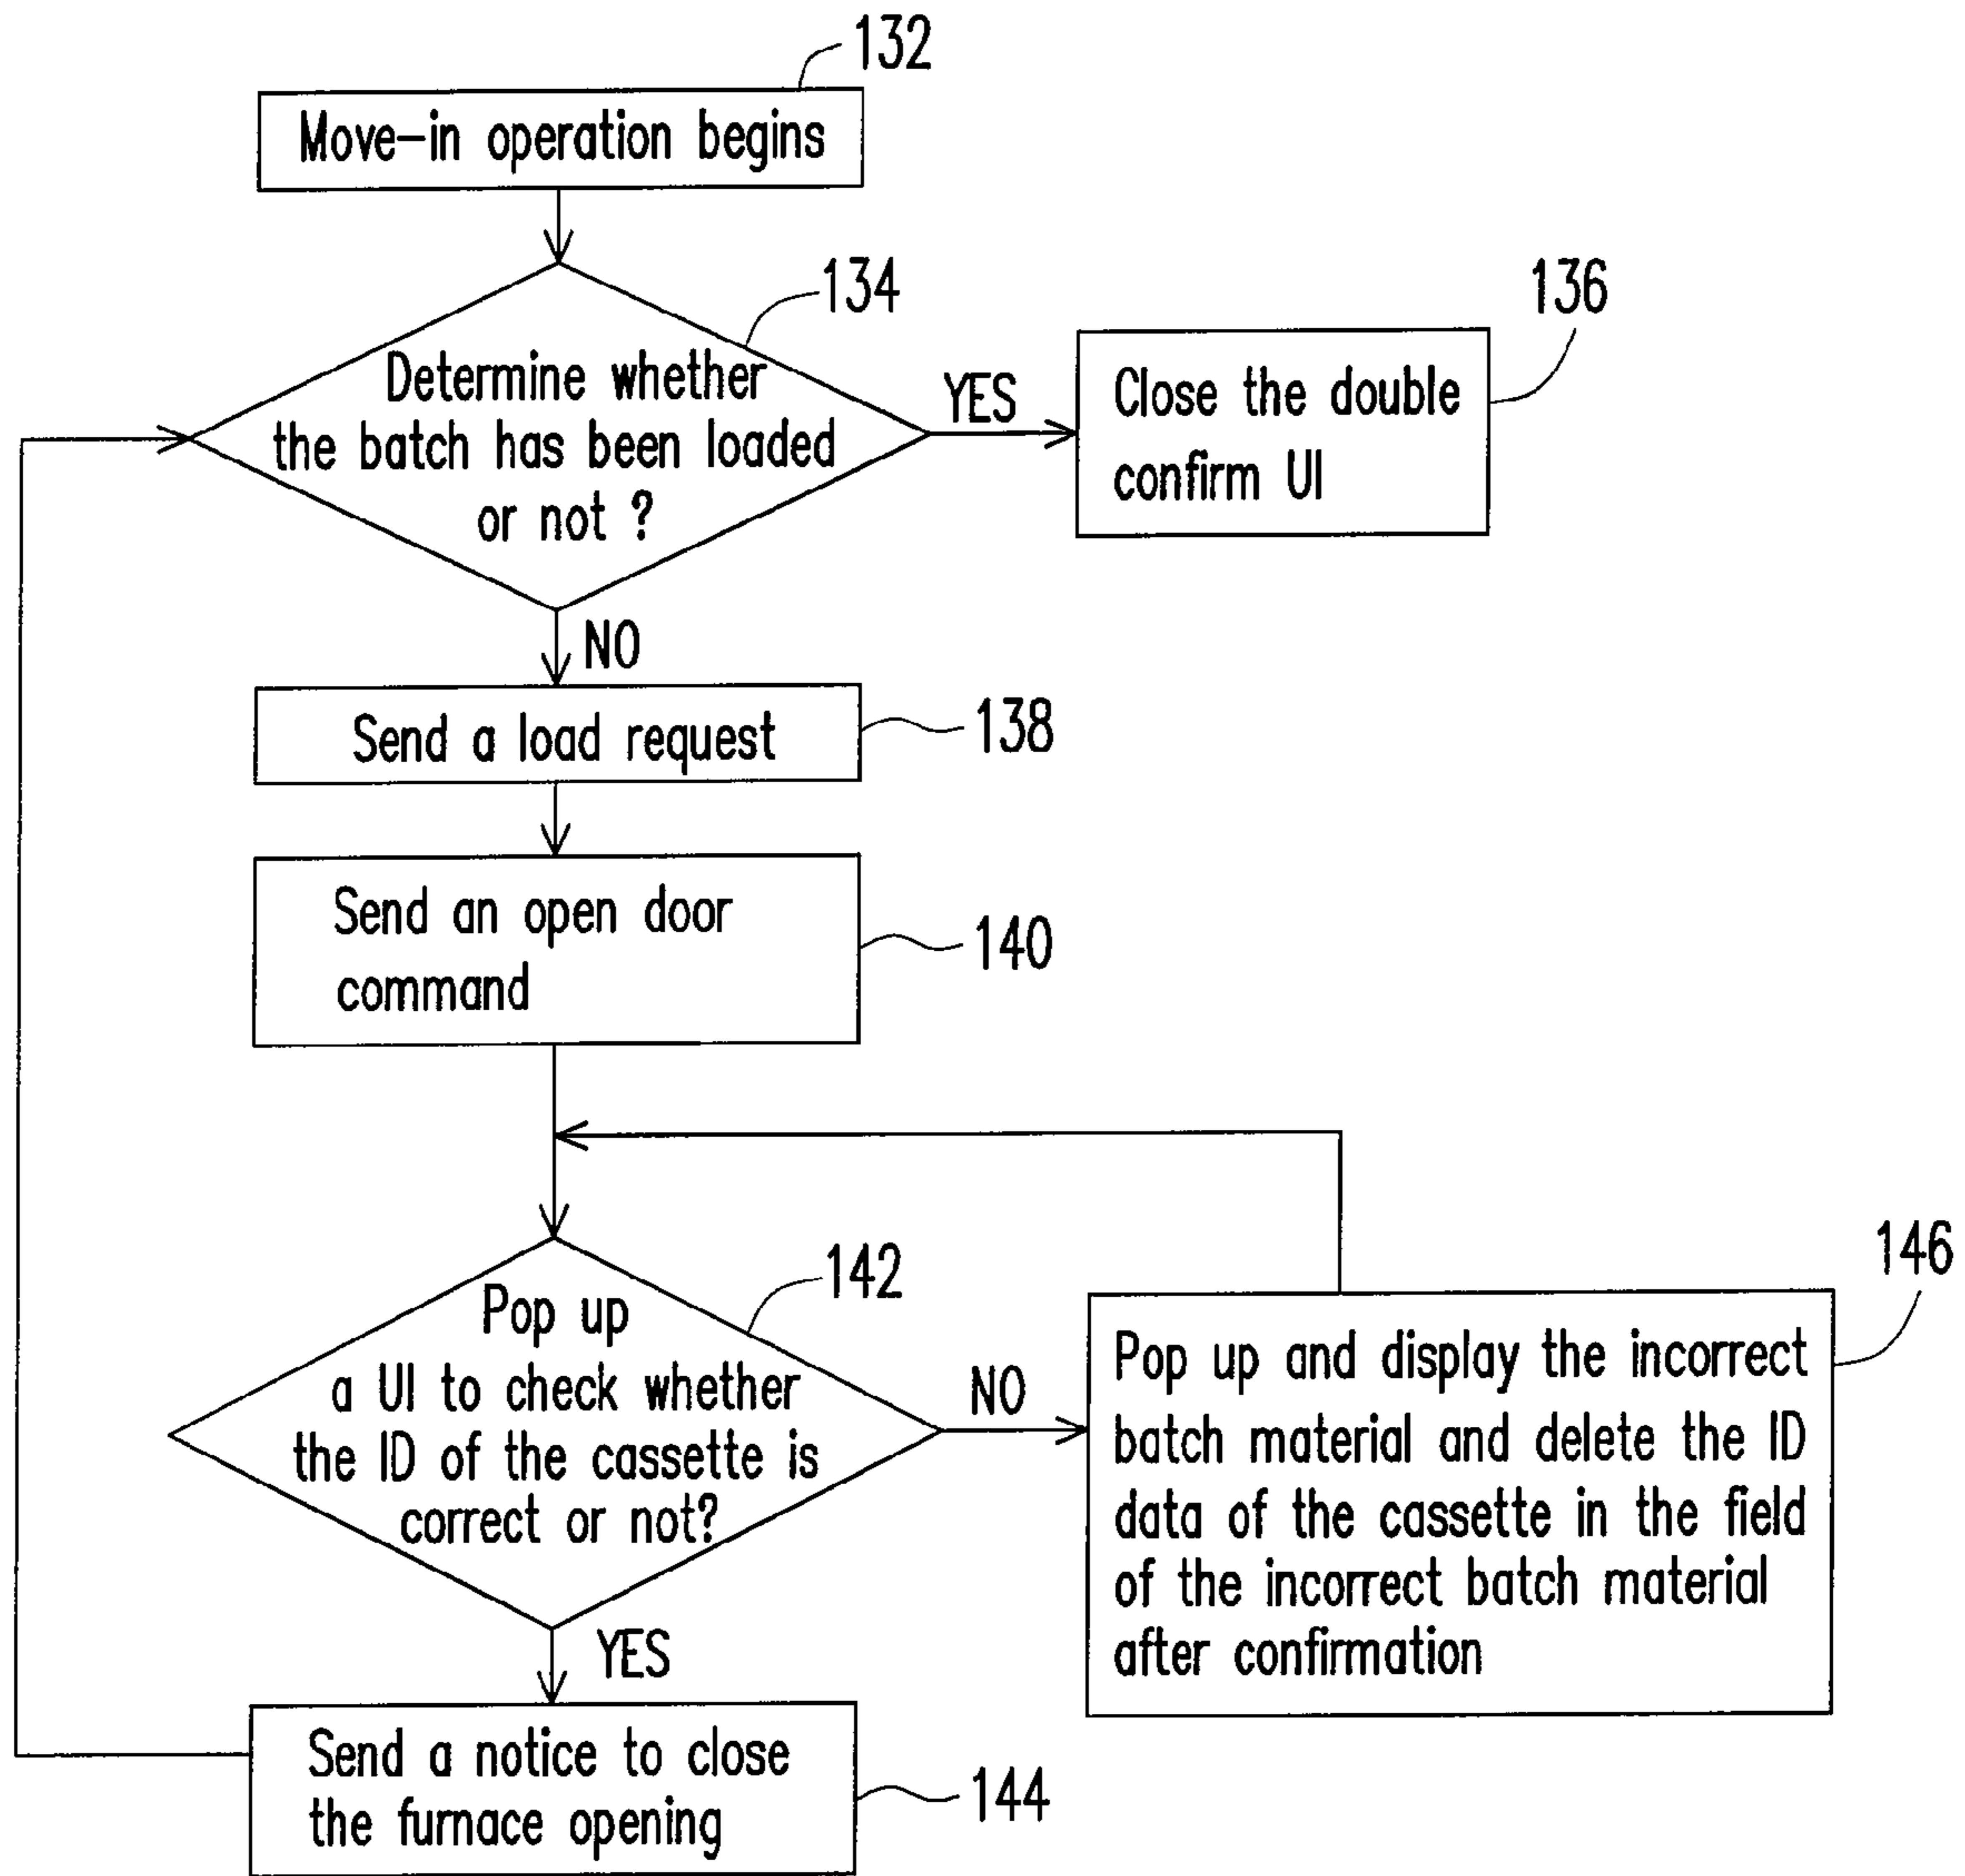 132
Move-in operation begins
134
Determine whether
the batch has been loaded
or not ?
YES
136
Close the double
confirm UI
NO
Send a load request
138
Send an open door
command
140
142
Pop up
a UI to check whether
the ID of the cassette is
correct or not?
NO
146
Pop up and display the incorrect
batch material and delete the ID
data of the cassette in the field
of the incorrect batch material
after confirmation
YES
Send a notice to close
the furnace opening
144